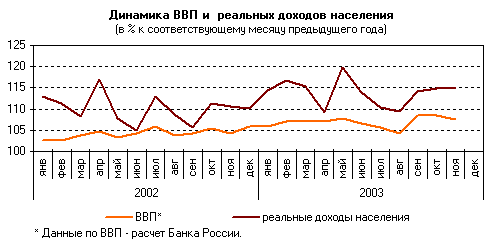 Динамика ВВП и реальных доходов населения
(в % к соответствующему месяцу предыдущего года)
125
120
115
110
105
100
янв фев мар апр май июн июл авг сен окт ноя дек янв фев мар апр май июн июл авг сен окт ноя дек
2002 2003
ВВП* реальные доходы населения
* Данные по ВВП - расчет Банка России.